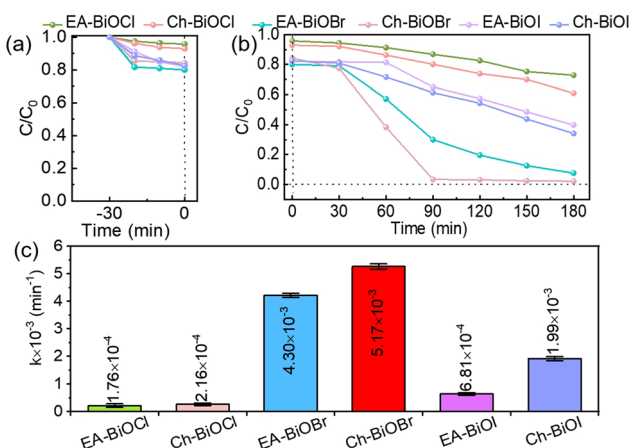 EA-BiOCl Ch-BiOCl EA-BiOBr Ch-BiOBr EA-BiOI Ch-BiOI
(a)
1.0
0.8
0.6
0.4
0.2
0.0
C/C₀
-30 0
Time (min)
(b)
1.0
0.8
0.6
0.4
0.2
0.0
C/C₀
0 30 60 90 120 150 180
Time (min)
(c)
6
5
4
3
2
1
0
k×10⁻³ (min⁻¹)
1.76×10⁻⁴
2.16×10⁻⁴
4.30×10⁻³
5.17×10⁻³
6.81×10⁻⁴
1.99×10⁻³
EA-BiOCl Ch-BiOCl EA-BiOBr Ch-BiOBr EA-BiOI Ch-BiOI